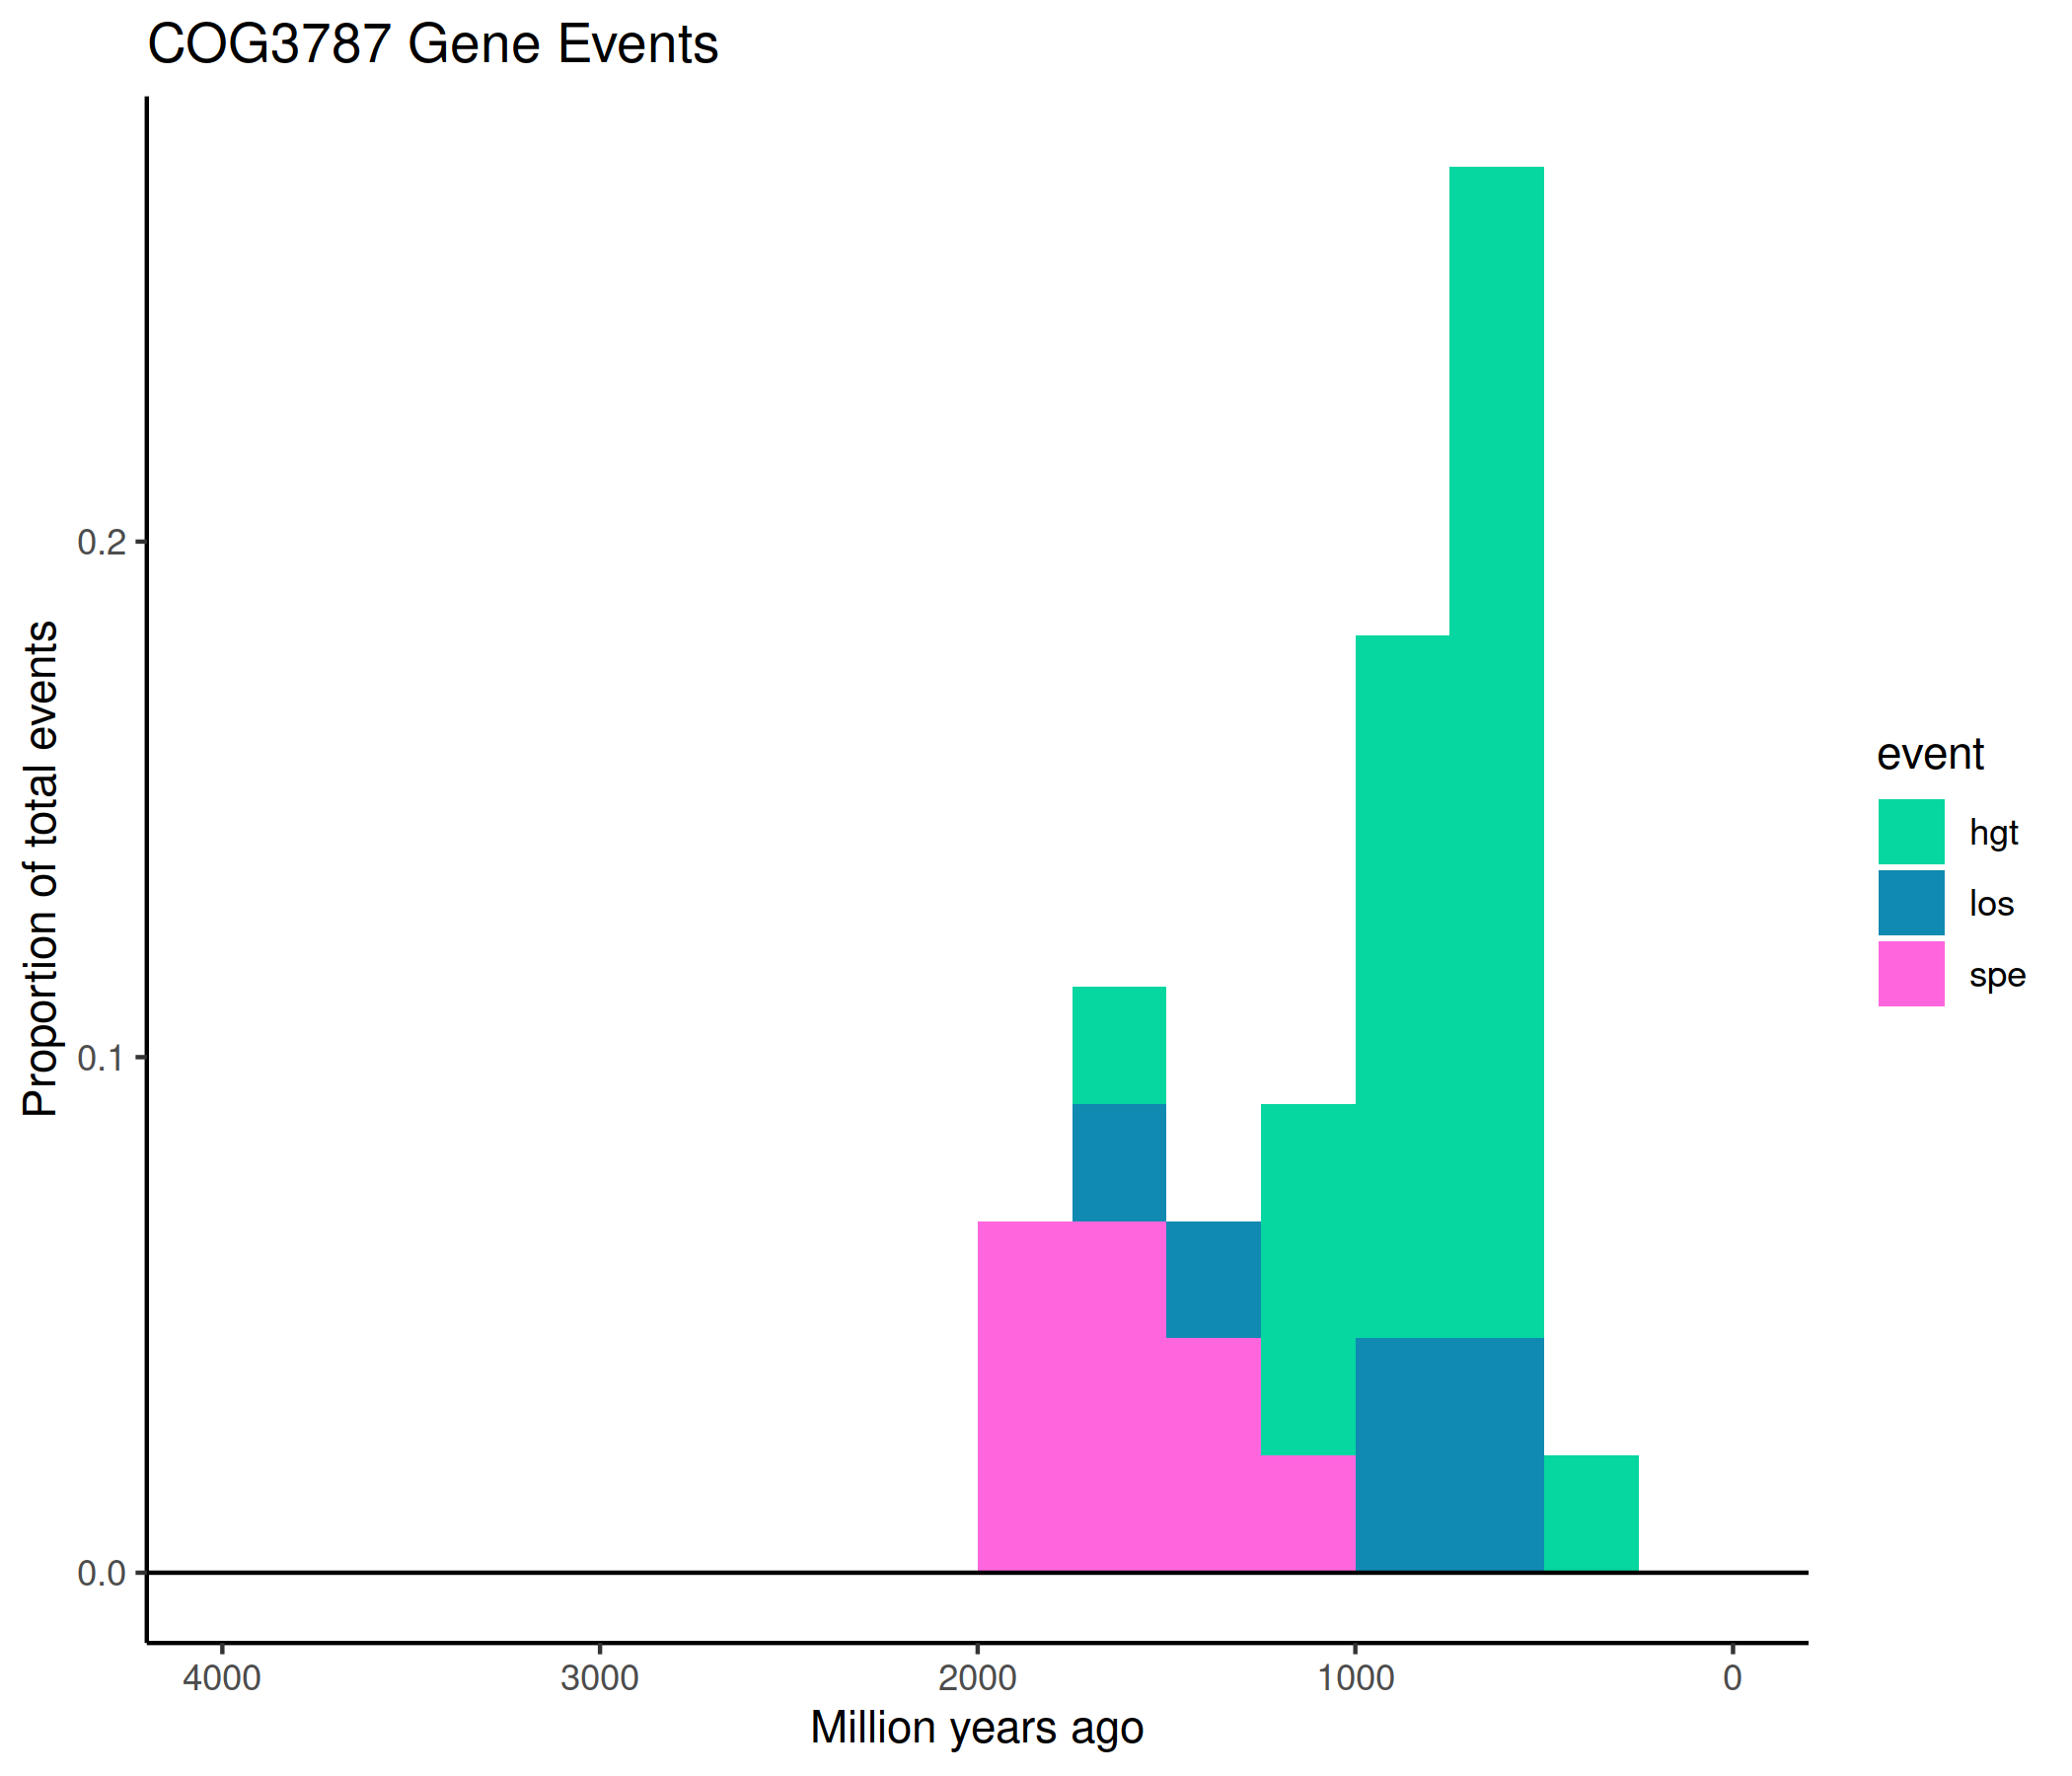 COG3787 Gene Events
Proportion of total events
0.2
0.1
0.0
4000 3000 2000 1000 0
Million years ago
event
hgt
los
spe